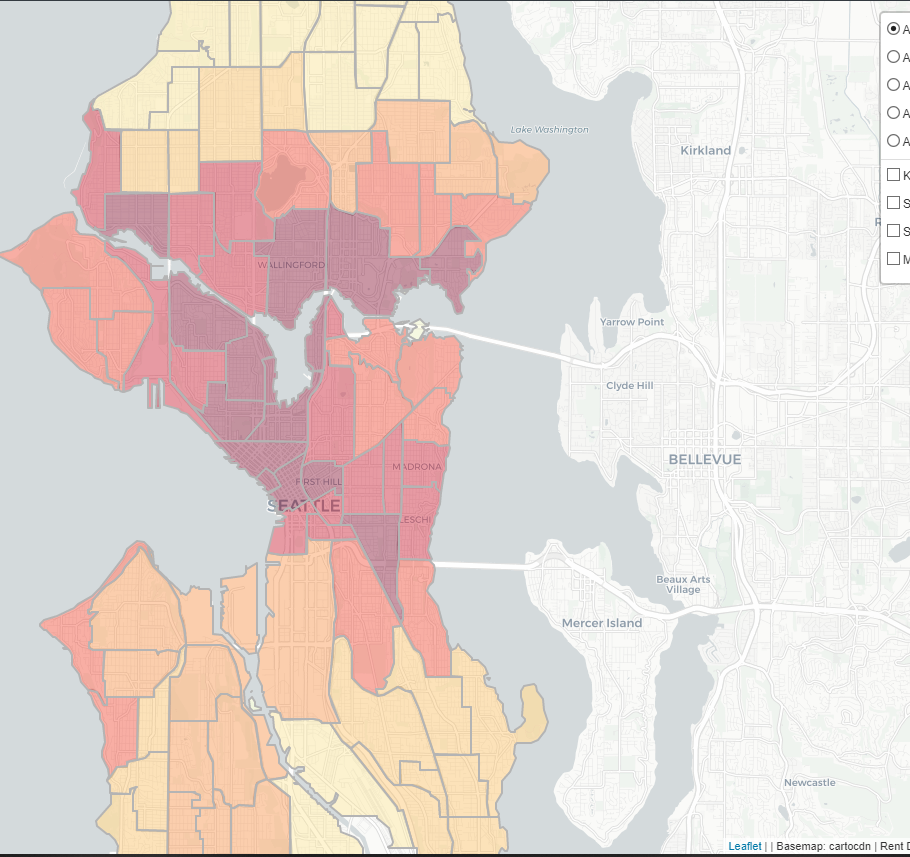 A
A
Lake Washington
A
A
Kirkland
A
K
S
R
S
WALLINGFORD
M
Yarrow Point
Clyde Hill
BELLEVUE
MADRONA
FIRST HILL
SEATTLE
LESCHI
Beaux Arts
Village
Mercer Island
Newcastle
Leaflet | | Basemap: cartocdn | Rent D